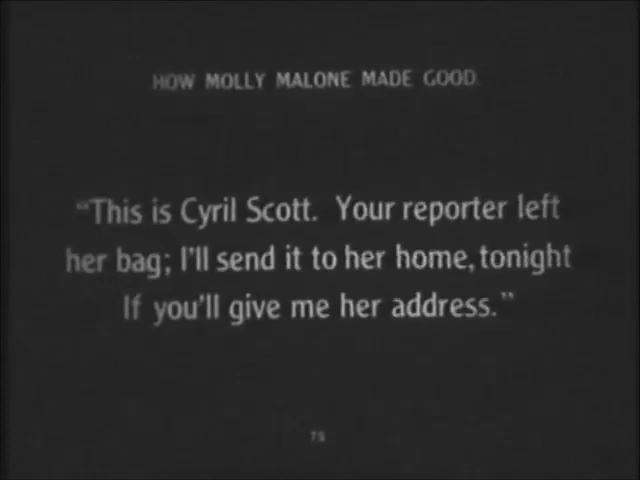 HOW MOLLY MALONE MADE GOOD.
"This is Cyril Scott. Your reporter left
her bag; I'll send it to her home, tonight
If you'll give me her address."
75